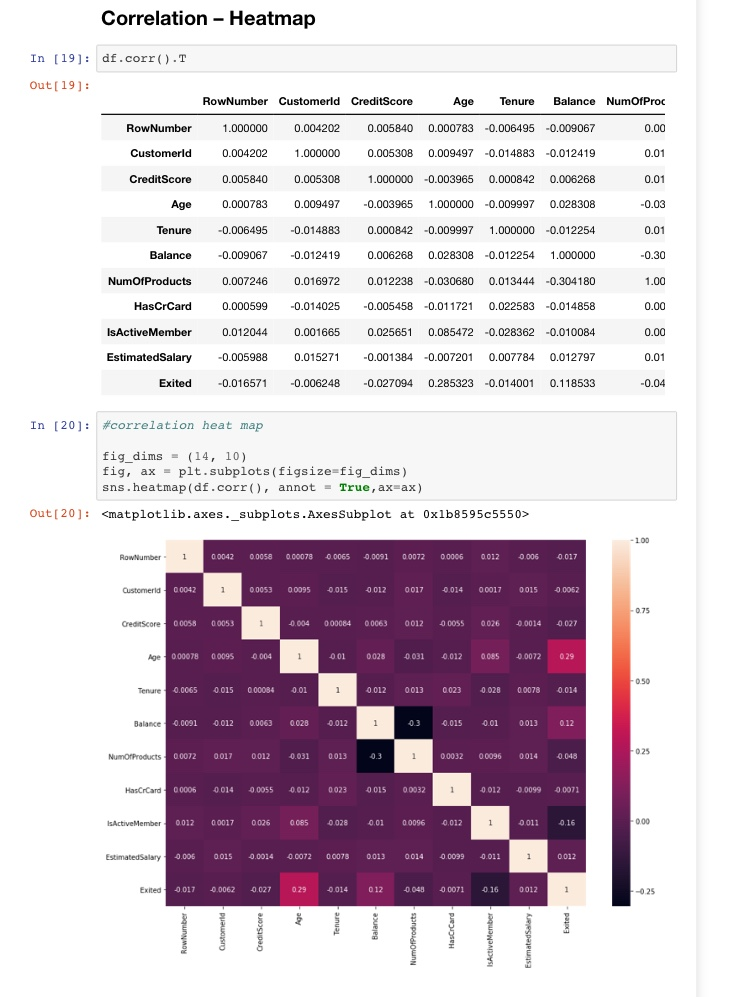 Correlation – Heatmap
In [19]: df.corr().T
Out[19]:
RowNumber CustomerId CreditScore Age Tenure Balance NumOfProc
RowNumber 1.000000 0.004202 0.005840 0.000783 -0.006495 -0.009067 0.00
CustomerId 0.004202 1.000000 0.005308 0.009497 -0.014883 -0.012419 0.01
CreditScore 0.005840 0.005308 1.000000 -0.003965 0.000842 0.006268 0.01
Age 0.000783 0.009497 -0.003965 1.000000 -0.009997 0.028308 -0.03
Tenure -0.006495 -0.014883 0.000842 -0.009997 1.000000 -0.012254 0.01
Balance -0.009067 -0.012419 0.006268 0.028308 -0.012254 1.000000 -0.30
NumOfProducts 0.007246 0.016972 0.012238 -0.030680 0.013444 -0.304180 1.00
HasCrCard 0.000599 -0.014025 -0.005458 -0.011721 0.022583 -0.014858 0.00
IsActiveMember 0.012044 0.001665 0.025651 0.085472 -0.028362 -0.010084 0.00
EstimatedSalary -0.005988 0.015271 -0.001384 -0.007201 0.007784 0.012797 0.01
Exited -0.016571 -0.006248 -0.027094 0.285323 -0.014001 0.118533 -0.04
In [20]: #correlation heat map
fig_dims = (14, 10)
fig, ax = plt.subplots(figsize=fig_dims)
sns.heatmap(df.corr(), annot = True,ax=ax)
Out[20]: <matplotlib.axes._subplots.AxesSubplot at 0x1b8595c5550>
RowNumber 1 0.0042 0.0058 0.00078 -0.0065 -0.0091 0.0072 0.0006 0.012 -0.006 -0.017
CustomerId 0.0042 1 0.0053 0.0095 -0.015 -0.012 0.017 -0.014 0.0017 0.015 -0.0062
CreditScore 0.0058 0.0053 1 -0.004 0.00084 0.0063 0.012 -0.0055 0.026 -0.0014 -0.027
Age 0.00078 0.0095 -0.004 1 -0.01 0.028 -0.031 -0.012 0.085 -0.0072 0.29
Tenure -0.0065 -0.015 0.00084 -0.01 1 -0.012 0.013 0.023 -0.028 0.0078 -0.014
Balance -0.0091 -0.012 0.0063 0.028 -0.012 1 -0.3 -0.015 -0.01 0.013 0.12
NumOfProducts 0.0072 0.017 0.012 -0.031 0.013 -0.3 1 0.0032 0.0096 0.014 -0.048
HasCrCard 0.0006 -0.014 -0.0055 -0.012 0.023 -0.015 0.0032 1 -0.012 -0.0099 -0.0071
IsActiveMember 0.012 0.0017 0.026 0.085 -0.028 -0.01 0.0096 -0.012 1 -0.011 -0.16
EstimatedSalary -0.006 0.015 -0.0014 -0.0072 0.0078 0.013 0.014 -0.0099 -0.011 1 0.012
Exited -0.017 -0.0062 -0.027 0.29 -0.014 0.12 -0.048 -0.0071 -0.16 0.012 1
RowNumber CustomerId CreditScore Age Tenure Balance NumOfProducts HasCrCard IsActiveMember EstimatedSalary Exited
1.00
0.75
0.50
0.25
0.00
−0.25